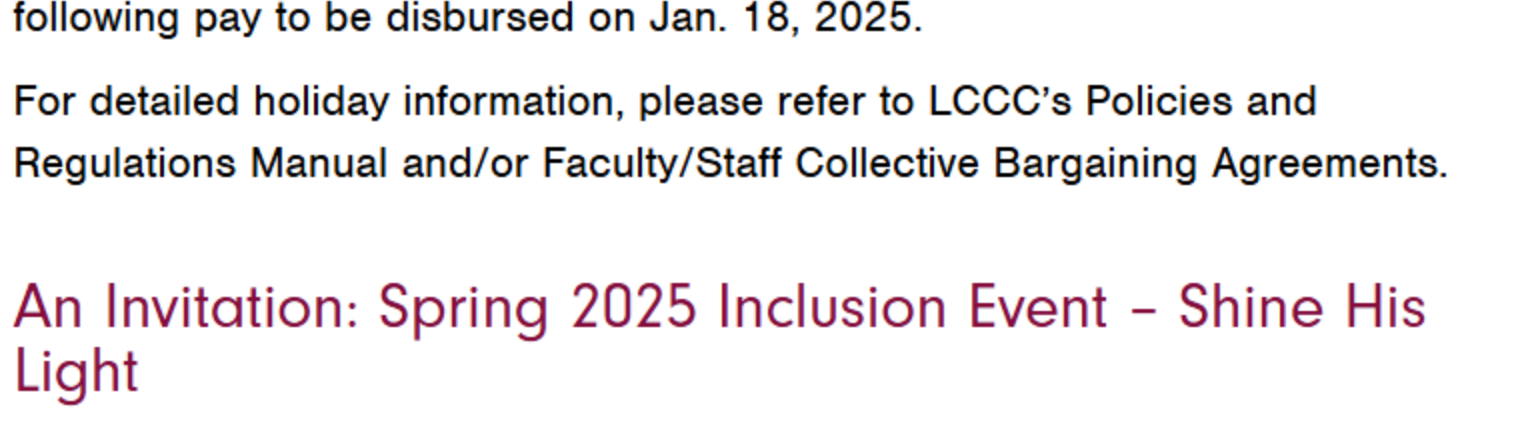 following pay to be disbursed on Jan. 18, 2025.
For detailed holiday information, please refer to LCCC’s Policies and
Regulations Manual and/or Faculty/Staff Collective Bargaining Agreements.
An Invitation: Spring 2025 Inclusion Event – Shine His
Light